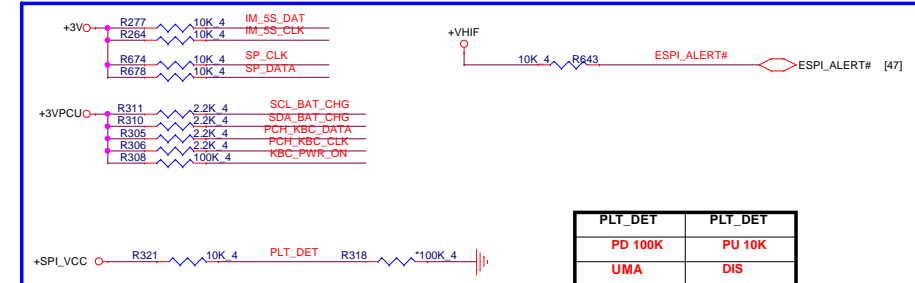 R277 10K_4 IM_5S_DAT
+3V R264 10K_4 IM_5S_CLK
R674 10K_4 SP_CLK
R678 10K_4 SP_DATA
+VHIF
10K_4 R643 ESPI_ALERT# ESPI_ALERT# [47]
+3VPCU R311 2.2K_4 SCL_BAT_CHG
R310 2.2K_4 SDA_BAT_CHG
R305 2.2K_4 PCH_KBC_DATA
R306 2.2K_4 PCH_KBC_CLK
R308 100K_4 KBC_PWR_ON
+SPI_VCC R321 10K_4 PLT_DET R318 *100K_4
PLT_DET PLT_DET
PD 100K PU 10K
UMA DIS